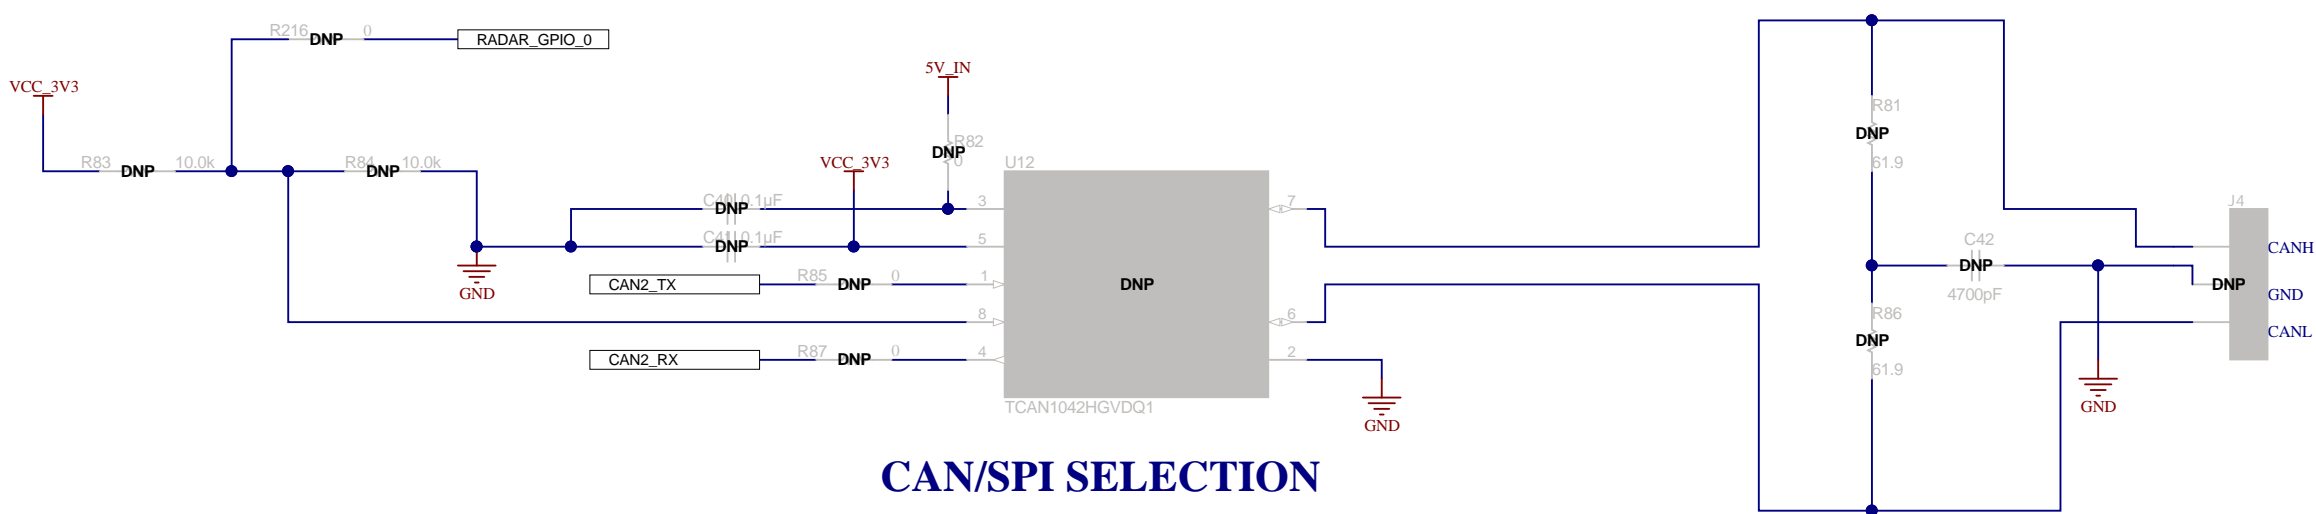 R216 DNP 0 RADAR_GPIO_0
VCC_3V3
5V_IN
R83 DNP 10.0k
R84 DNP 10.0k
VCC_3V3
R82
DNP
0
U12
C40 DNP 0.1µF
C41 DNP 0.1µF
GND
CAN2_TX R85 DNP 0
CAN2_RX R87 DNP 0
3
5
1
8
4
DNP
7
6
2
TCAN1042HGVDQ1
GND
R81
DNP
61.9
C42
DNP
4700pF
R86
DNP
61.9
GND
J4
DNP
CANH
GND
CANL
CAN/SPI SELECTION